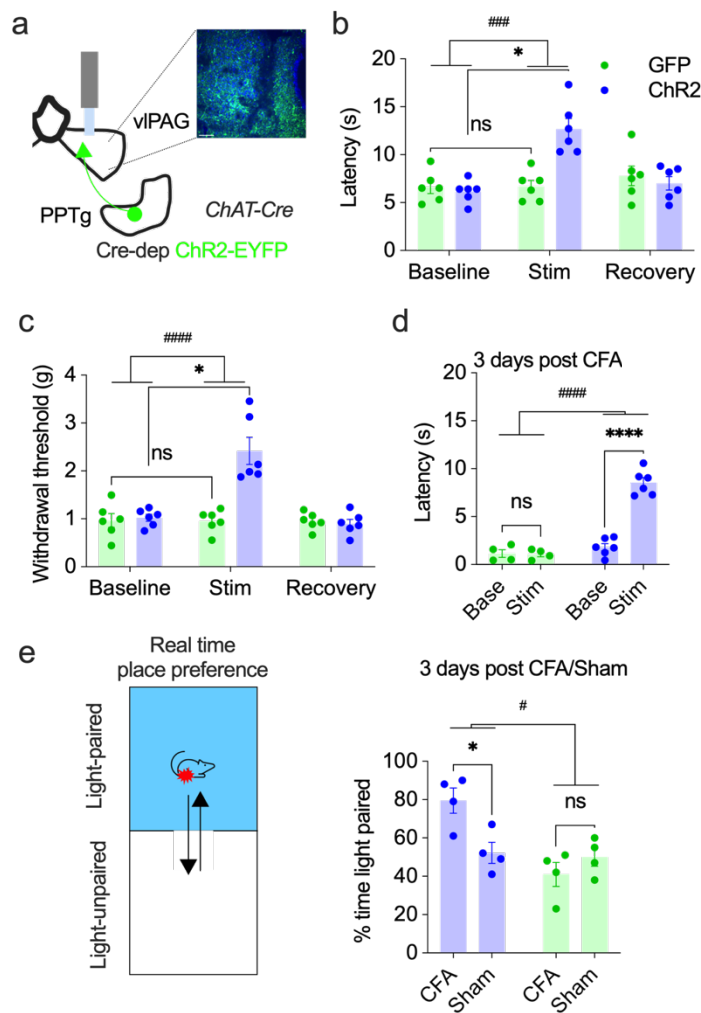 a
vlPAG
PPTg
ChAT-Cre
Cre-dep ChR2-EYFP
b
###
*
ns
GFP
ChR2
Latency (s)
20
15
10
5
0
Baseline
Stim
Recovery
c
####
*
ns
Withdrawal threshold (g)
4
3
2
1
0
Baseline
Stim
Recovery
d
3 days post CFA
####
****
ns
Latency (s)
20
15
10
5
0
Base
Stim
Base
Stim
e
Real time
place preference
Light-paired
Light-unpaired
3 days post CFA/Sham
#
*
ns
% time light paired
100
80
60
40
20
0
CFA
Sham
CFA
Sham